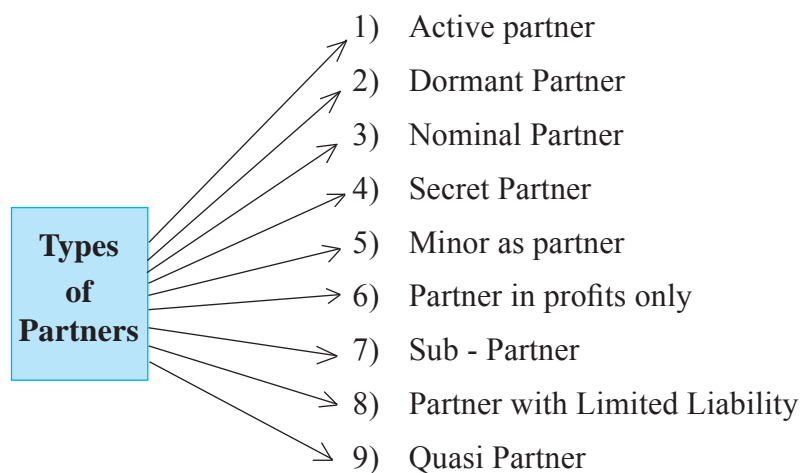 1) Active partner
2) Dormant Partner
3) Nominal Partner
4) Secret Partner
5) Minor as partner
6) Partner in profits only
7) Sub - Partner
8) Partner with Limited Liability
9) Quasi Partner
Types
of
Partners